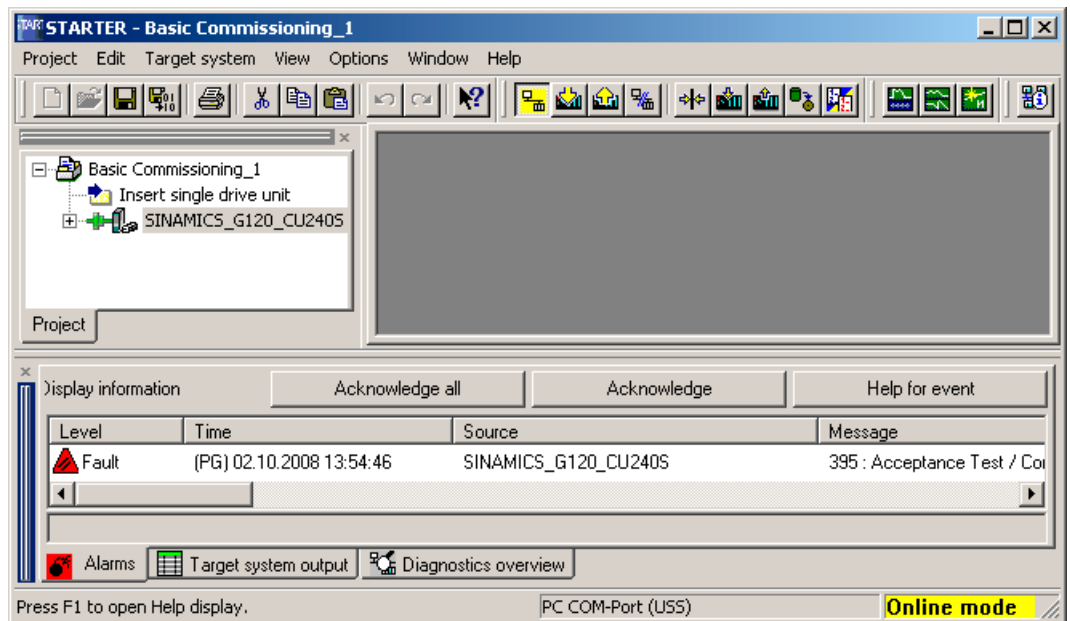 STARTER - Basic Commissioning_1
Project Edit Target system View Options Window Help
Basic Commissioning_1
Insert single drive unit
SINAMICS_G120_CU240S
Project
Display information Acknowledge all Acknowledge Help for event
Level Time Source Message
Fault (PG) 02.10.2008 13:54:46 SINAMICS_G120_CU240S 395 : Acceptance Test / Co
Alarms Target system output Diagnostics overview
Press F1 to open Help display. PC COM-Port (USS) Online mode